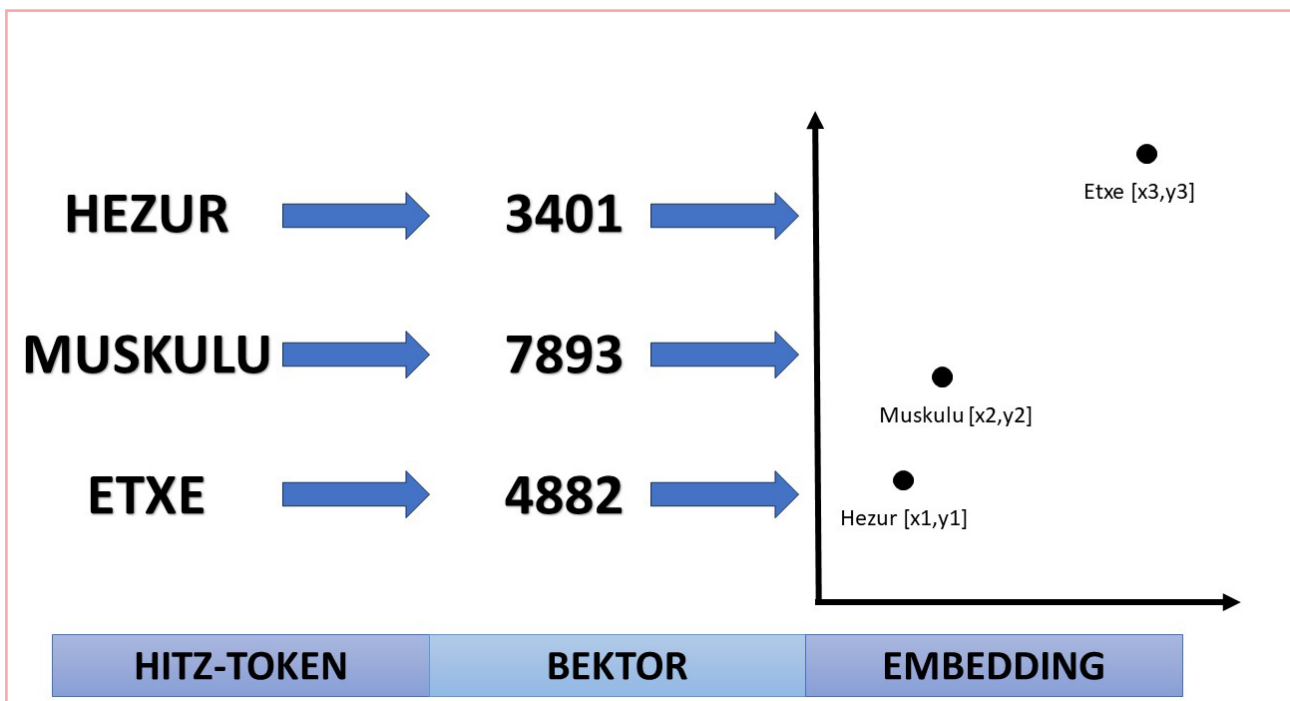 HEZUR
3401
MUSKULU
7893
ETXE
4882
Etxe [x3,y3]
Muskulu [x2,y2]
Hezur [x1,y1]
HITZ-TOKEN
BEKTOR
EMBEDDING